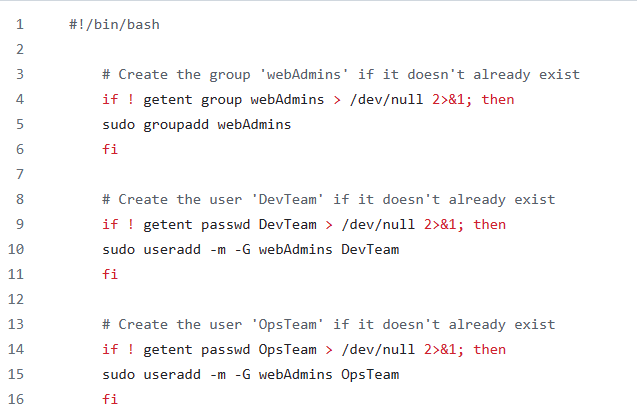 1 #!/bin/bash
2
3 # Create the group 'webAdmins' if it doesn't already exist
4 if ! getent group webAdmins > /dev/null 2>&1; then
5 sudo groupadd webAdmins
6 fi
7
8 # Create the user 'DevTeam' if it doesn't already exist
9 if ! getent passwd DevTeam > /dev/null 2>&1; then
10 sudo useradd -m -G webAdmins DevTeam
11 fi
12
13 # Create the user 'OpsTeam' if it doesn't already exist
14 if ! getent passwd OpsTeam > /dev/null 2>&1; then
15 sudo useradd -m -G webAdmins OpsTeam
16 fi